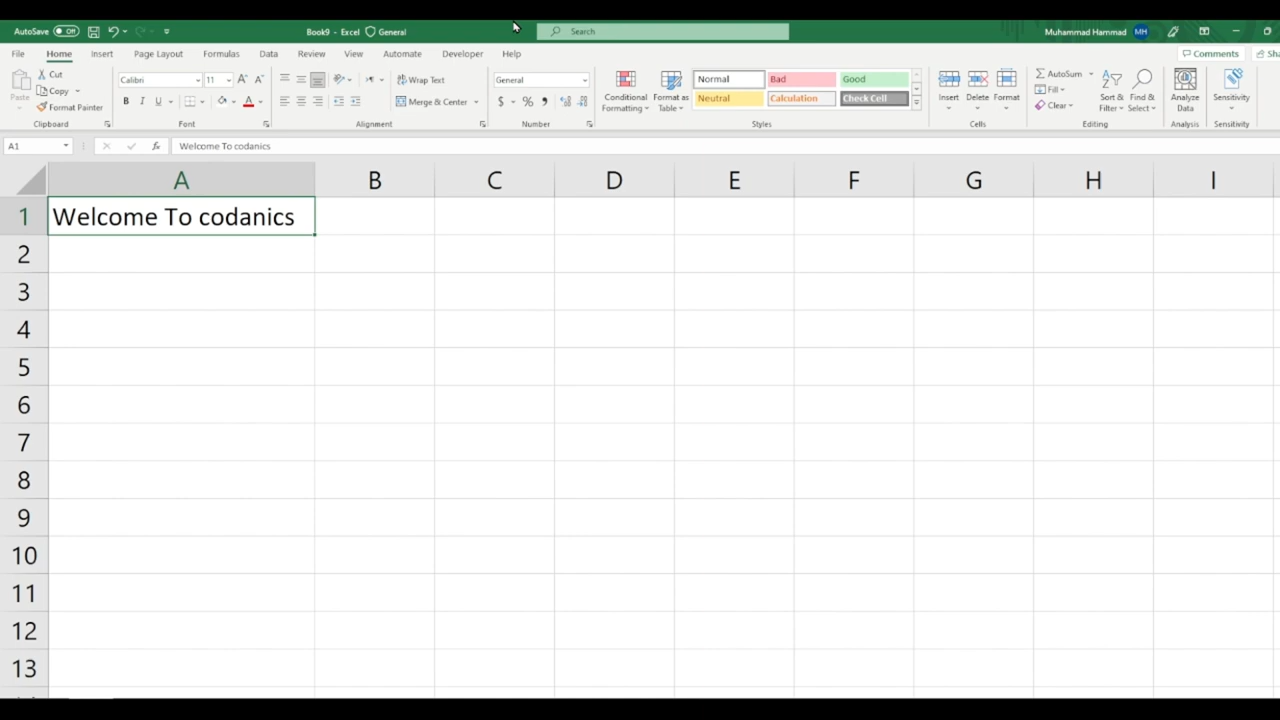 AutoSave Off Book9 - Excel General Search Muhammad Hammad MH
File Home Insert Page Layout Formulas Data Review View Automate Developer Help Comments Sha
Paste Cut Copy Format Painter Clipboard
Calibri 11 A A B I U A Font
Wrap Text Merge & Center Alignment
General $ % , Number
Conditional Formatting Format as Table Normal Bad Good Neutral Calculation Check Cell Styles
Insert Delete Format Cells
AutoSum Fill Clear Sort & Filter Find & Select Editing
Analyze Data Analysis
Sensitivity Sensitivity
A1 fx Welcome To codanics
A B C D E F G H I
1 Welcome To codanics
2
3
4
5
6
7
8
9
10
11
12
13